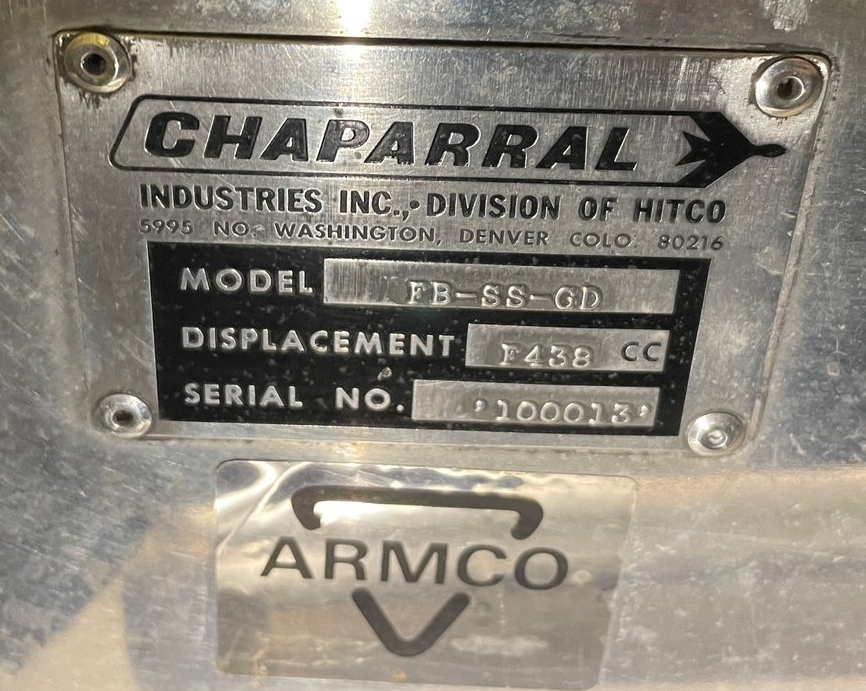 CHAPARRAL
INDUSTRIES INC., • DIVISION OF HITCO
5995 NO. WASHINGTON, DENVER COLO. 80216
MODEL FB-SS-GD
DISPLACEMENT F438 CC
SERIAL NO. '100013'
ARMCO